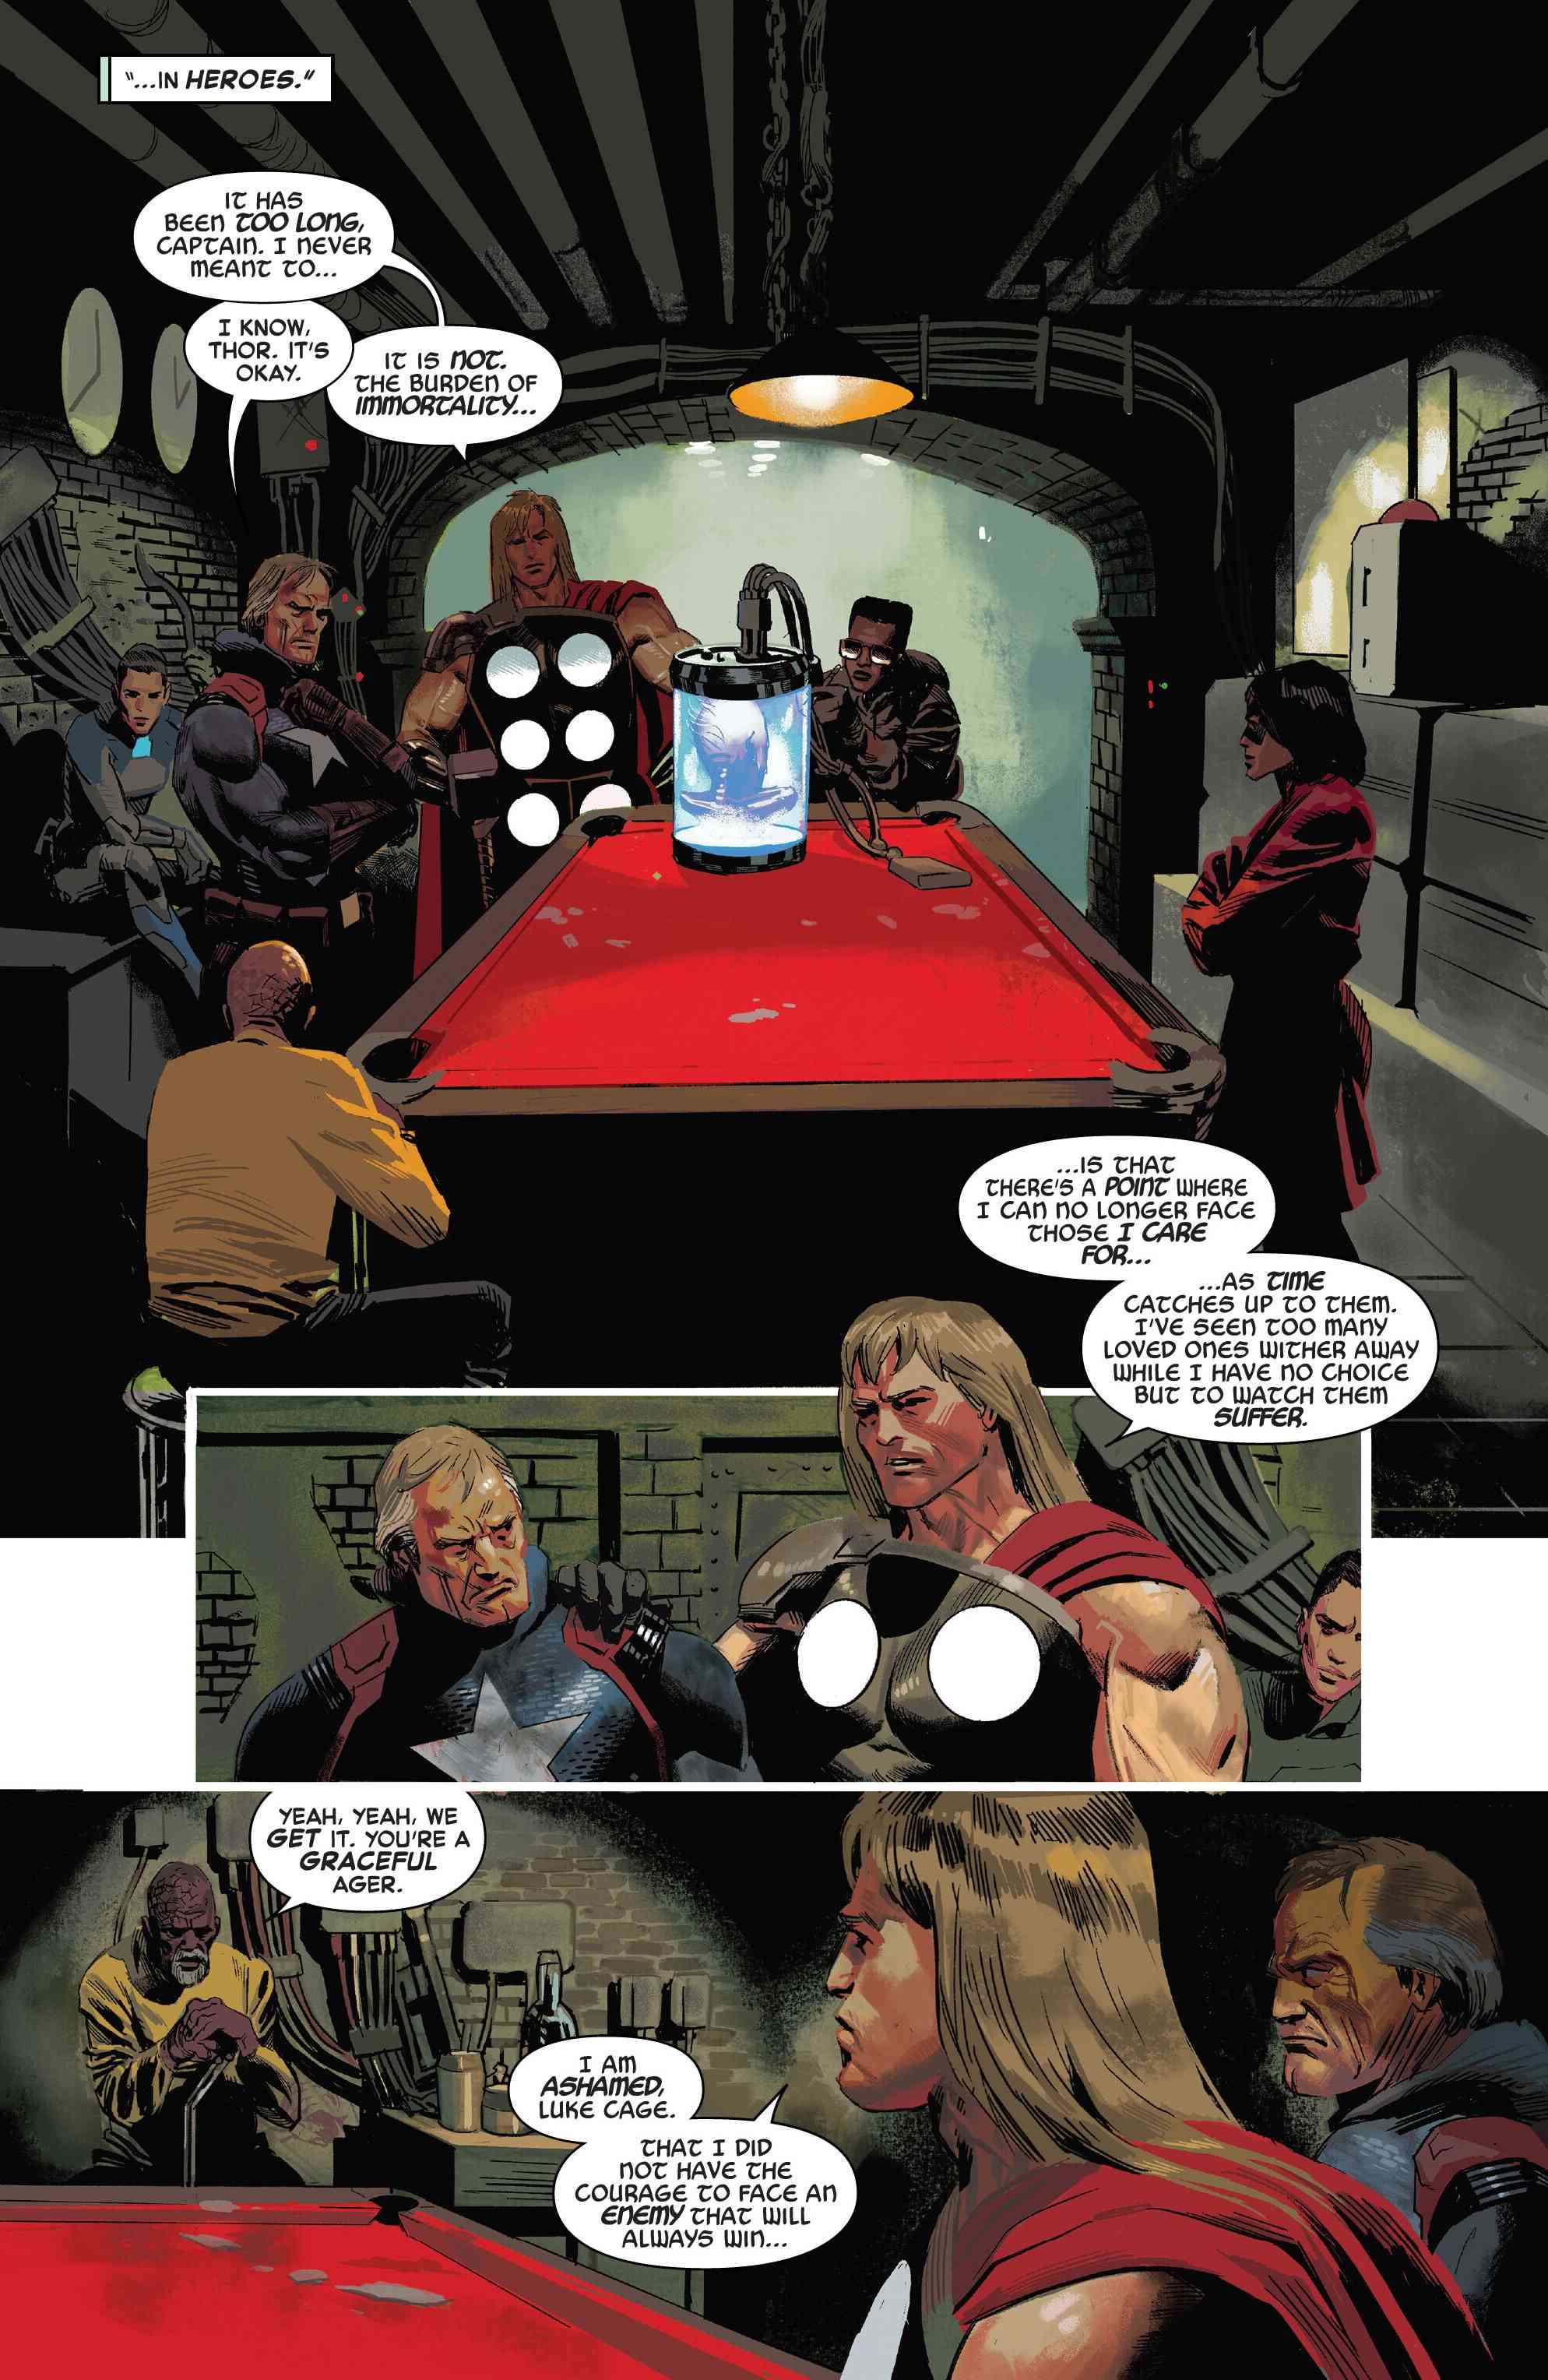 "...IN HEROES."
IT HAS
BEEN TOO LONG,
CAPTAIN. I NEVER
MEANT TO...
I KNOW,
THOR. IT'S
OKAY.
IT IS NOT.
THE BURDEN OF
IMMORTALITY...
...IS THAT
THERE'S A POINT WHERE
I CAN NO LONGER FACE
THOSE I CARE
FOR...
...AS TIME
CATCHES UP TO THEM.
I'VE SEEN TOO MANY
LOVED ONES WITHER AWAY
WHILE I HAVE NO CHOICE
BUT TO WATCH THEM
SUFFER.
YEAH, YEAH, WE
GET IT. YOU'RE A
GRACEFUL
AGER.
I AM
ASHAMED,
LUKE CAGE.
THAT I DID
NOT HAVE THE
COURAGE TO FACE AN
ENEMY THAT WILL
ALWAYS WIN...